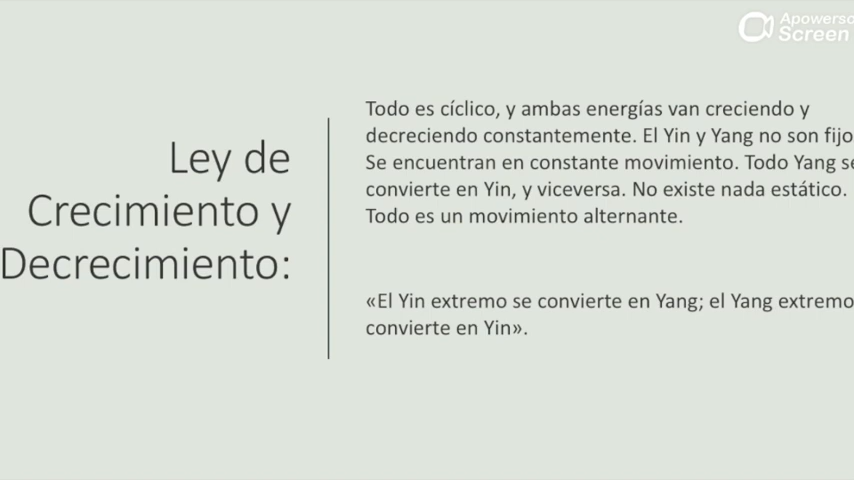 Apowersc
Screen
Ley de
Crecimiento y
Decrecimiento:
Todo es cíclico, y ambas energías van creciendo y
decreciendo constantemente. El Yin y Yang no son fijo
Se encuentran en constante movimiento. Todo Yang se
convierte en Yin, y viceversa. No existe nada estático.
Todo es un movimiento alternante.
«El Yin extremo se convierte en Yang; el Yang extremo
convierte en Yin».